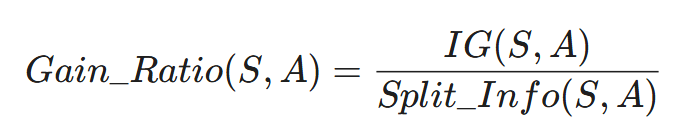 Gain_Ratio(S, A) = IG(S, A) / Split_Info(S, A)